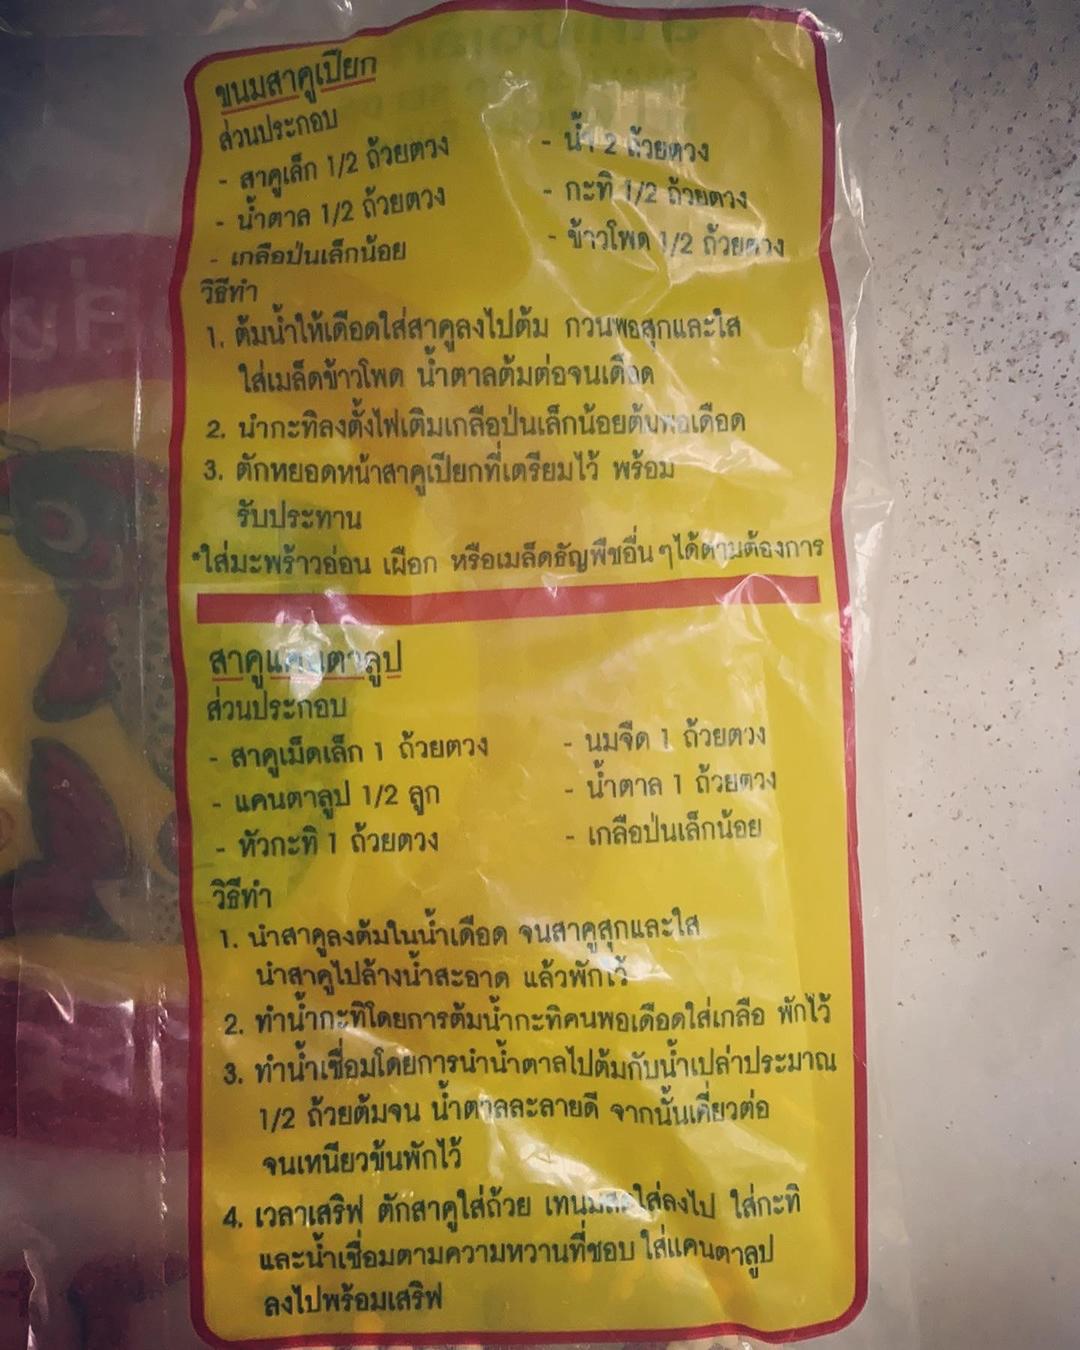 ขนมสาคูเปียก
ส่วนประกอบ
- สาคูเล็ก 1/2 ถ้วยตวง
- น้ำตาล 1/2 ถ้วยตวง
- เกลือป่นเล็กน้อย
- น้ำ 2 ถ้วยตวง
- กะทิ 1/2 ถ้วยตวง
- ข้าวโพด 1/2 ถ้วยตวง
วิธีทำ
1. ต้มน้ำให้เดือดใส่สาคูลงไปต้ม กวนพอสุกและใส
ใส่เมล็ดข้าวโพด น้ำตาลต้มต่อจนเดือด
2. นำกะทิลงตั้งไฟเติมเกลือป่นเล็กน้อยต้มพอเดือด
3. ตักหยอดหน้าสาคูเปียกที่เตรียมไว้ พร้อม
รับประทาน
*ใส่มะพร้าวอ่อน เผือก หรือเมล็ดธัญพืชอื่นๆได้ตามต้องการ
สาคูแคนตาลูป
ส่วนประกอบ
- สาคูเม็ดเล็ก 1 ถ้วยตวง
- แคนตาลูป 1/2 ลูก
- หัวกะทิ 1 ถ้วยตวง
- นมจืด 1 ถ้วยตวง
- น้ำตาล 1 ถ้วยตวง
- เกลือป่นเล็กน้อย
วิธีทำ
1. นำสาคูลงต้มในน้ำเดือด จนสาคูสุกและใส
นำสาคูไปล้างน้ำสะอาด แล้วพักไว้
2. ทำน้ำกะทิโดยการต้มน้ำกะทิคนพอเดือดใส่เกลือ พักไว้
3. ทำน้ำเชื่อมโดยการนำน้ำตาลไปต้มกับน้ำเปล่าประมาณ
1/2 ถ้วยต้มจน น้ำตาลละลายดี จากนั้นเคี่ยวต่อ
จนเหนียวข้นพักไว้
4. เวลาเสริฟ ตักสาคูใส่ถ้วย เทนมสดใส่ลงไป ใส่กะทิ
และน้ำเชื่อมตามความหวานที่ชอบ ใส่แคนตาลูป
ลงไปพร้อมเสริฟ